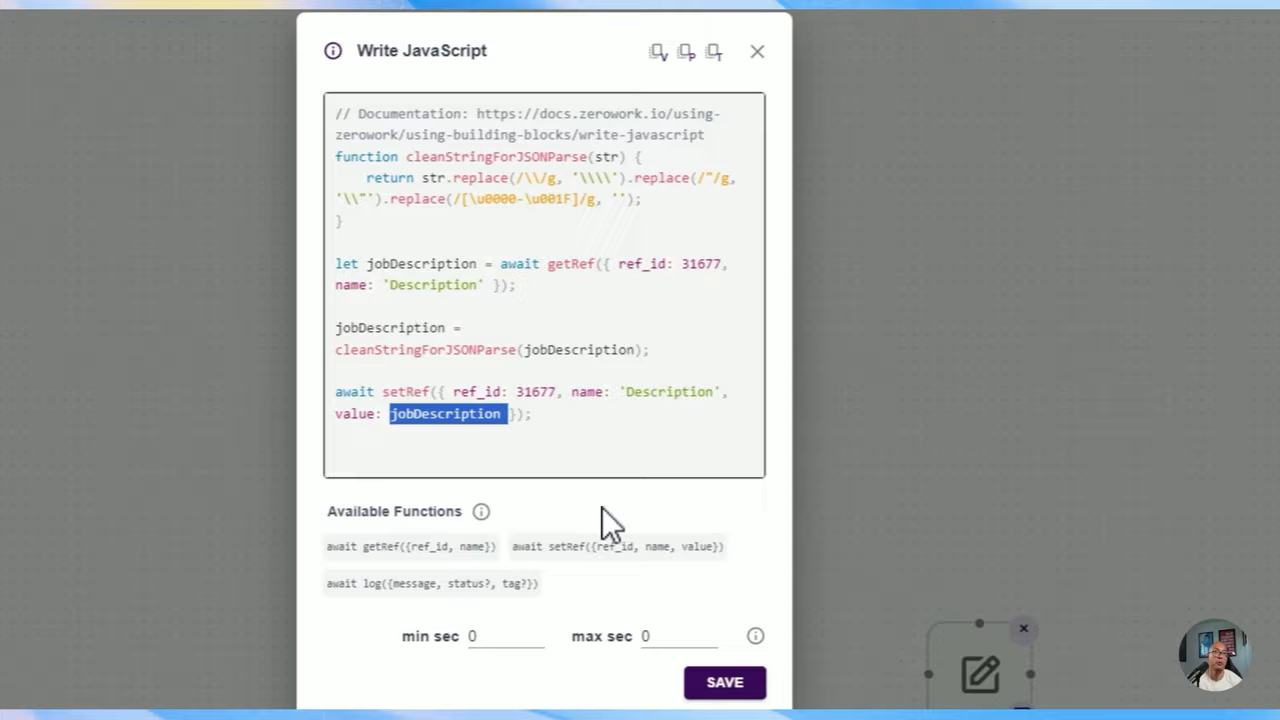 Write JavaScript
// Documentation: https://docs.zerowork.io/using-
zerowork/using-building-blocks/write-javascript
function cleanStringForJSONParse(str) {
    return str.replace(/\\/g, '\\\\').replace(/"/g,
'\\"').replace(/[\u0000-\u001F]/g, '');
}
let jobDescription = await getRef({ ref_id: 31677,
name: 'Description' });
jobDescription =
cleanStringForJSONParse(jobDescription);
await setRef({ ref_id: 31677, name: 'Description',
value: jobDescription });
Available Functions
await getRef({ref_id, name}) await setRef({ref_id, name, value})
await log({message, status?, tag?})
min sec 0 max sec 0
SAVE